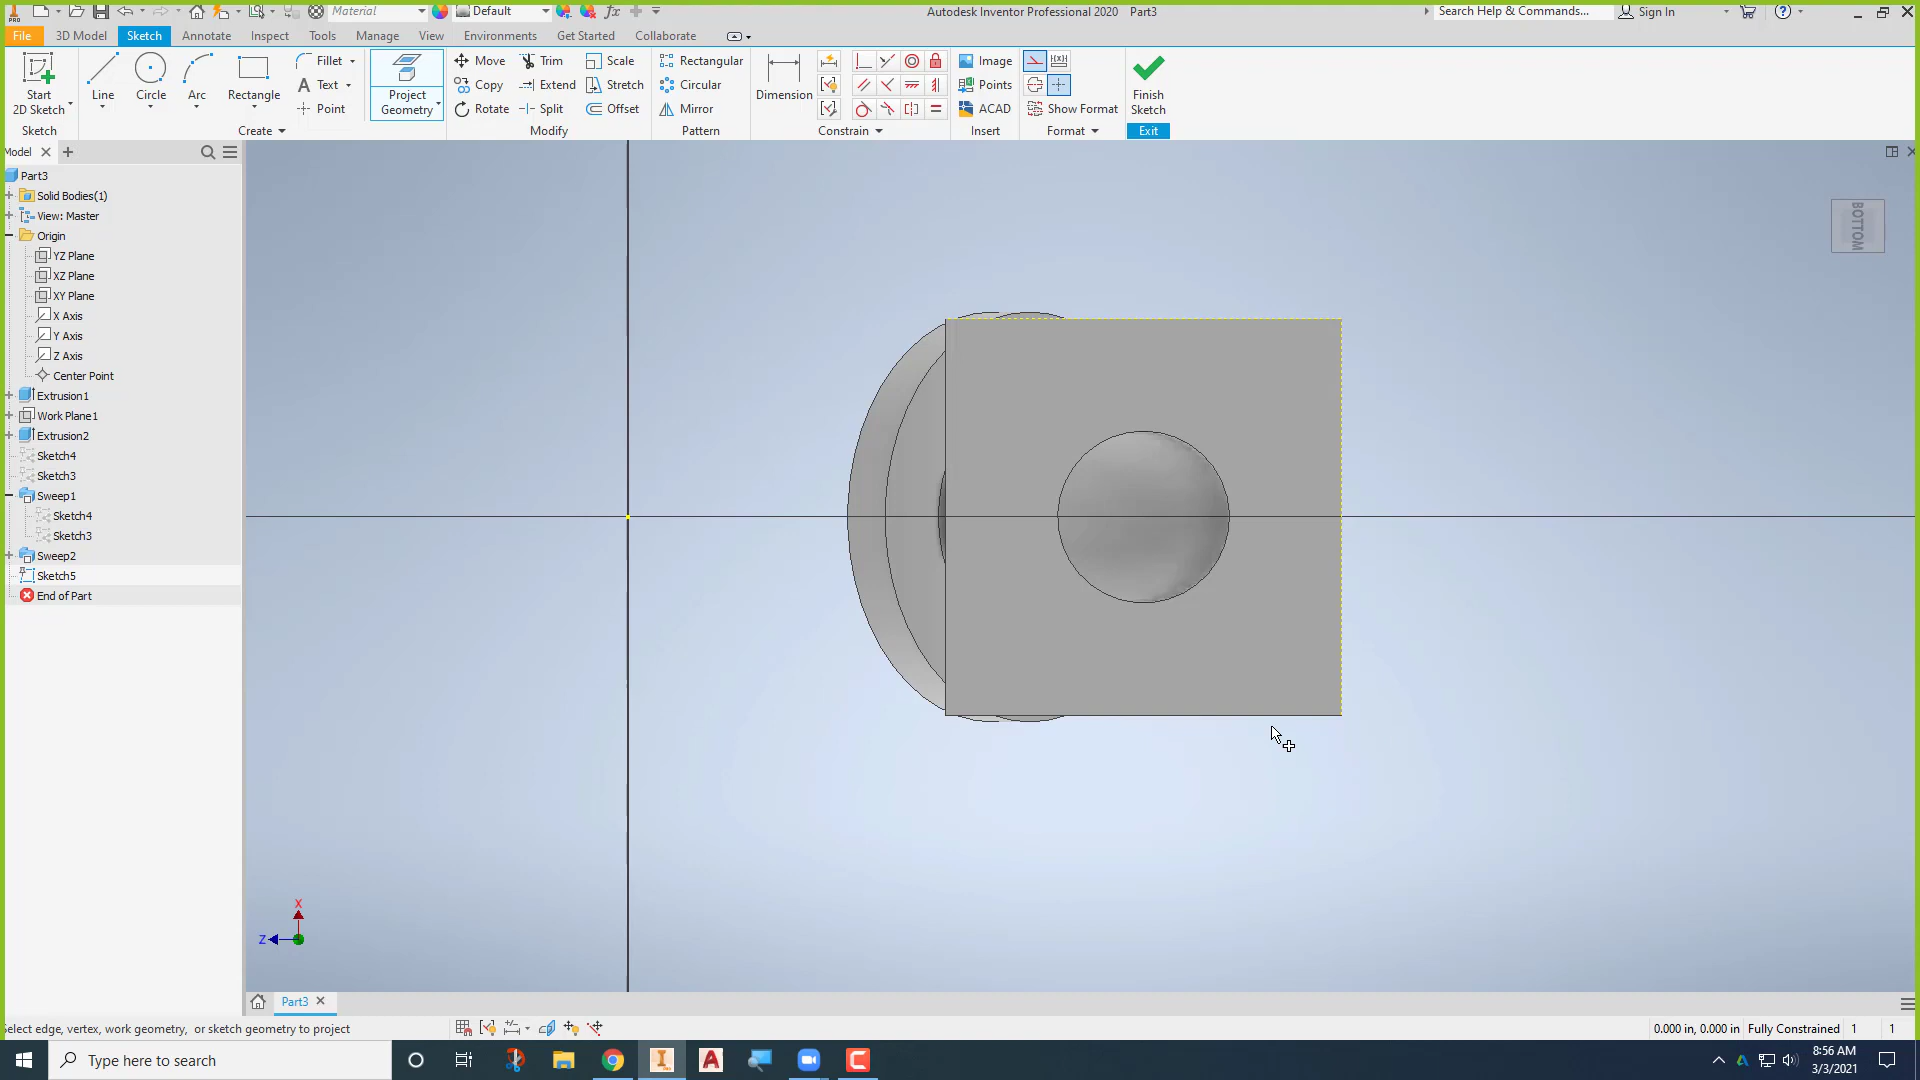 PRO
Material
Default
Autodesk Inventor Professional 2020 Part3
Search Help & Commands...
Sign In
File
3D Model
Sketch
Annotate
Inspect
Tools
Manage
View
Environments
Get Started
Collaborate
Start
2D Sketch
Line
Circle
Arc
Rectangle
Fillet
Text
Point
Project
Geometry
Move
Copy
Rotate
Trim
Extend
Split
Scale
Stretch
Offset
Rectangular
Circular
Mirror
Dimension
Image
Points
ACAD
Show Format
Finish
Sketch
Sketch
Create
Modify
Pattern
Constrain
Insert
Format
Exit
Model
Part3
Solid Bodies(1)
View: Master
Origin
YZ Plane
XZ Plane
XY Plane
X Axis
Y Axis
Z Axis
Center Point
Extrusion1
Work Plane1
Extrusion2
Sketch4
Sketch3
Sweep1
Sketch4
Sketch3
Sweep2
Sketch5
End of Part
BOTTOM
X
Z
Part3
Select edge, vertex, work geometry, or sketch geometry to project
0.000 in, 0.000 in Fully Constrained 1 1
Type here to search
8:56 AM
3/3/2021